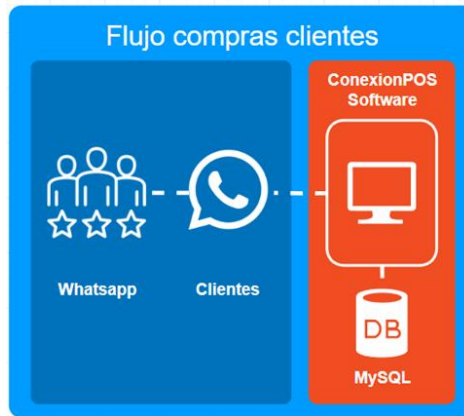 Flujo compras clientes
ConexionPOS
Software
Whatsapp
Clientes
DB
MySQL